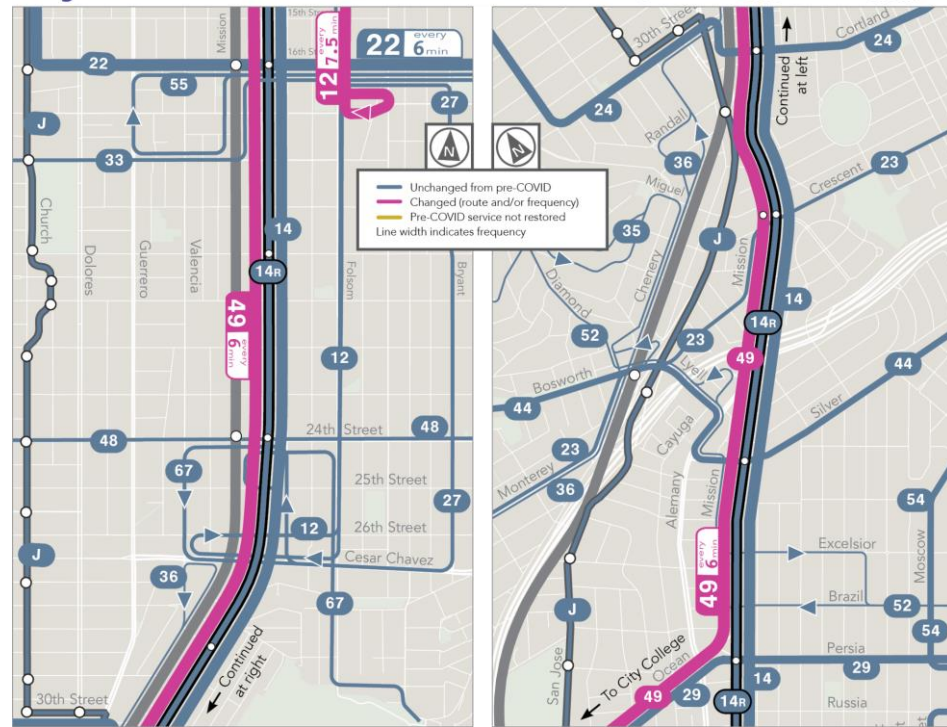 Mission
15th Street
16th Street
22 every 6 min
12 every 7.5 min
22
55
27
J
33
14
Church
Dolores
Guerrero
Valencia
14R
Folsom
Bryant
49 every 6 min
12
48
24th Street
48
67
25th Street
27
12
26th Street
Cesar Chavez
J
36
67
Continued
at right
30th Street
N
N
Unchanged from pre-COVID
Changed (route and/or frequency)
Pre-COVID service not restored
Line width indicates frequency
30th Street
Continued
at left
Cortland
24
24
Randall
36
Miguel
23
Crescent
35
J
Mission
Chenery
Diamond
14
14R
52
23
49
Lyell
Bosworth
44
44
Silver
Cayuga
23
Monterey
36
Alemany
Mission
54
49 every 6 min
Excelsior
Moscow
Brazil
52
J
54
San Jose
To City College
Ocean
Persia
29
49
29
14
14R
Russia